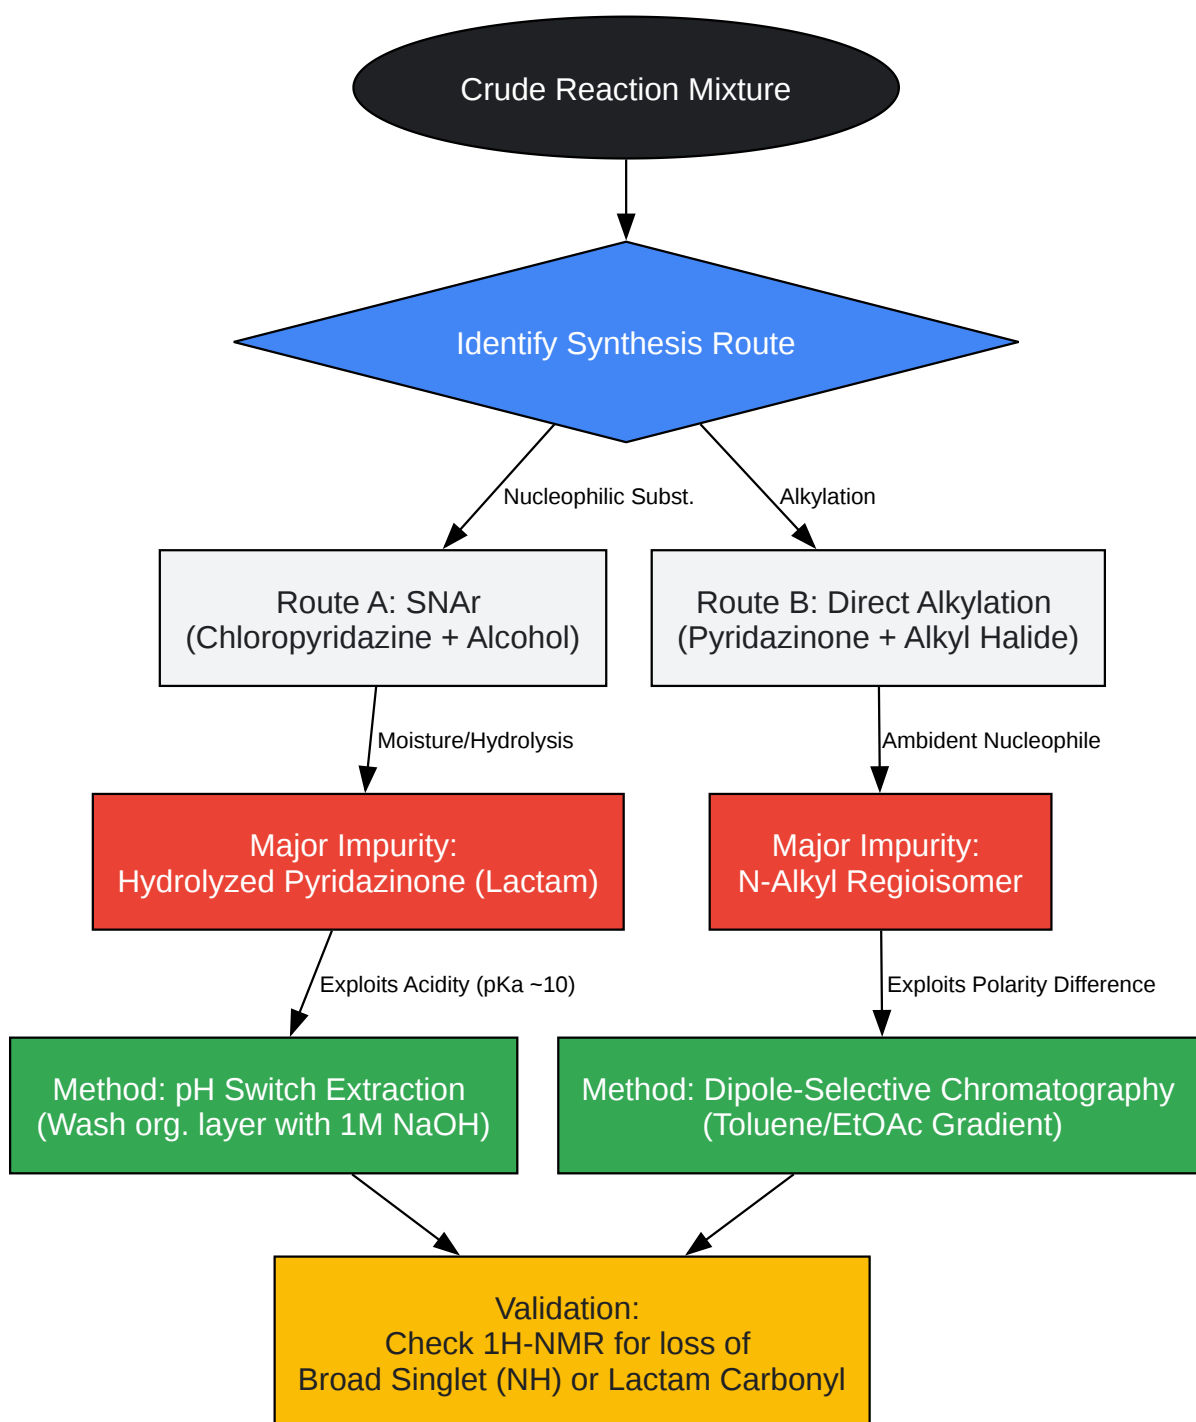 Crude Reaction Mixture
Identify Synthesis Route
Nucleophilic Subst.
Alkylation
Route A: SNAr
(Chloropyridazine + Alcohol)
Route B: Direct Alkylation
(Pyridazinone + Alkyl Halide)
Moisture/Hydrolysis
Ambident Nucleophile
Major Impurity:
Hydrolyzed Pyridazinone (Lactam)
Major Impurity:
N-Alkyl Regioisomer
Exploits Acidity (pKa ~10)
Exploits Polarity Difference
Method: pH Switch Extraction
(Wash org. layer with 1M NaOH)
Method: Dipole-Selective Chromatography
(Toluene/EtOAc Gradient)
Validation:
Check 1H-NMR for loss of
Broad Singlet (NH) or Lactam Carbonyl